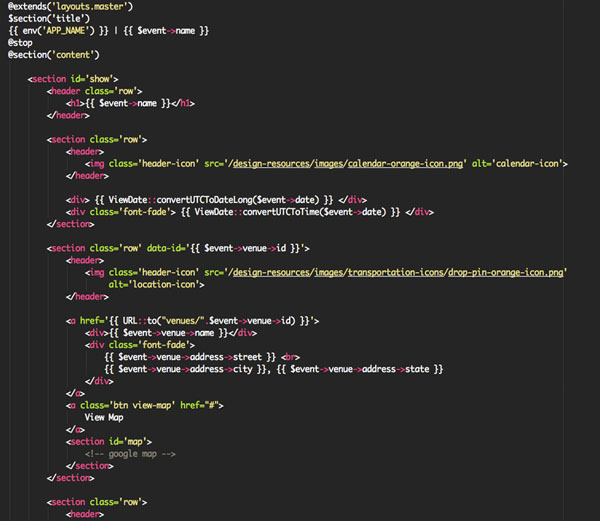 @extends('layouts.master')
$section('title')
{{ env('APP_NAME') }} | {{ $event->name }}
@stop
@section('content')
<section id='show'>
<header class='row'>
<h1>{{ $event->name }}</h1>
</header>
<section class='row'>
<header>
<img class='header-icon' src='/design-resources/images/calendar-orange-icon.png' alt='calendar-icon'>
</header>
<div> {{ ViewDate::convertUTCToDateLong($event->date) }} </div>
<div class='font-fade'> {{ ViewDate::convertUTCToTime($event->date) }} </div>
</section>
<section class='row' data-id='{{ $event->venue->id }}'>
<header>
<img class='header-icon' src='/design-resources/images/transportation-icons/drop-pin-orange-icon.png'
alt='location-icon'>
</header>
<a href='{{ URL::to("venues/".$event->venue->id) }}'>
<div>{{ $event->venue->name }}</div>
<div class='font-fade'>
{{ $event->venue->address->street }} <br>
{{ $event->venue->address->city }}, {{ $event->venue->address->state }}
</div>
</a>
<a class='btn view-map' href="#">
View Map
</a>
<section id='map'>
<!-- google map -->
</section>
</section>
<section class='row'>
<header>